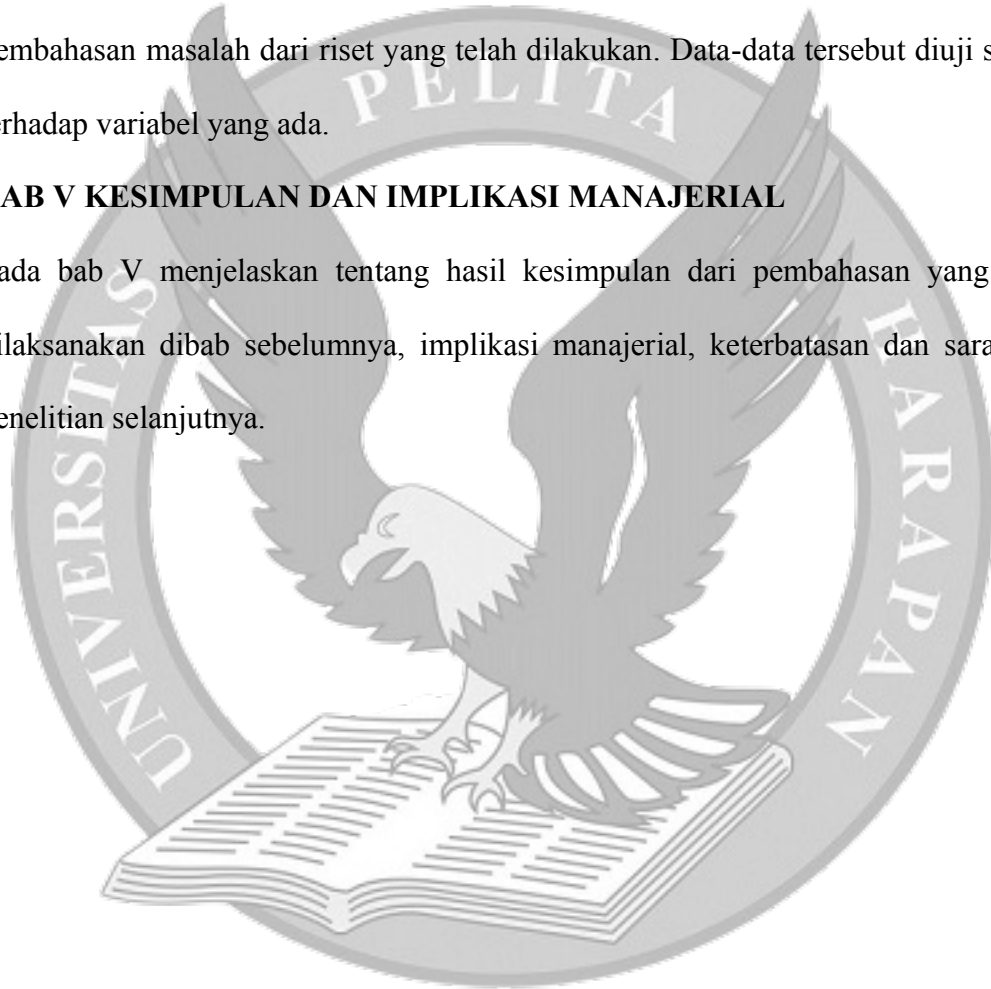 embahasan masalah dari riset yang telah dilakukan. Data-data tersebut diuji s
erhadap variabel yang ada.
AB V KESIMPULAN DAN IMPLIKASI MANAJERIAL
ada bab V menjelaskan tentang hasil kesimpulan dari pembahasan yang
ilaksanakan dibab sebelumnya, implikasi manajerial, keterbatasan dan sara
enelitian selanjutnya.
UNIVERSITAS PELITA HARAPAN